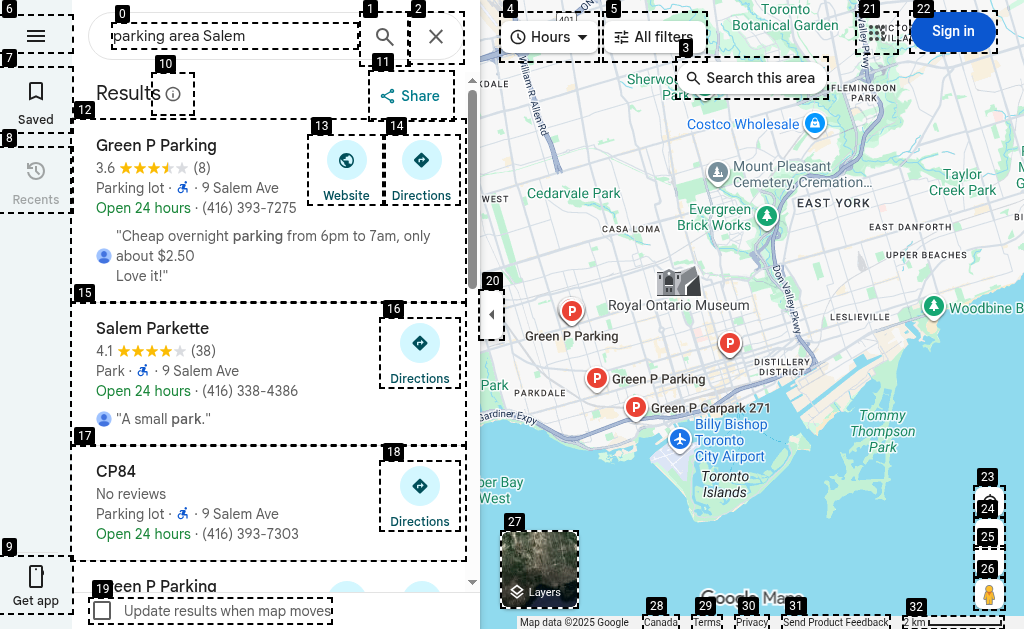 parking area Salem
Hours
All filters
Sign in
Search this area
Saved
Recents
Get app
Results
Share
Green P Parking
3.6 (8)
Parking lot · 9 Salem Ave
Open 24 hours · (416) 393-7275
"Cheap overnight parking from 6pm to 7am, only
about $2.50
Love it!"
Website
Directions
Salem Parkette
4.1 (38)
Park · 9 Salem Ave
Open 24 hours · (416) 338-4386
"A small park."
Directions
CP84
No reviews
Parking lot · 9 Salem Ave
Open 24 hours · (416) 393-7303
Directions
Green P Parking
Update results when map moves
0
1
2
3
4
5
6
7
8
9
10
11
12
13
14
15
16
17
18
19
20
21
22
23
24
25
26
27
28
29
30
31
32
401
Toronto
Botanical Garden
William R. Allen Rd
FLEMINGDON
PARK
Costco Wholesale
Mount Pleasant
Cemetery, Cremation...
Taylor
Creek Park
Cedarvale Park
WEST
Evergreen
Brick Works
EAST YORK
CASA LOMA
EAST DANFORTH
UPPER BEACHES
Don Valley Pkwy
Royal Ontario Museum
Woodbine B
LESLIEVILLE
P
Green P Parking
P
DISTILLERY
DISTRICT
P
Green P Parking
Park
PARKDALE
P
Green P Carpark 271
Gardiner Expy
Billy Bishop
Toronto
City Airport
Tommy
Thompson
Park
Toronto
Islands
ber Bay
West
Layers
Google Maps
Map data ©2025 Google
Canada
Terms
Privacy
Send Product Feedback
2 km